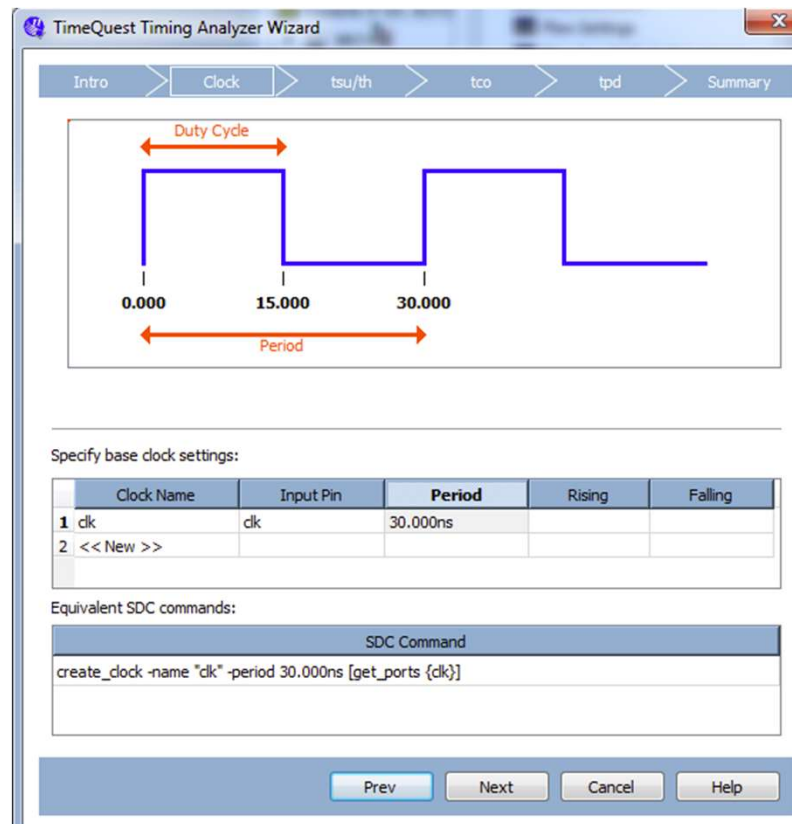 TimeQuest Timing Analyzer Wizard
Intro Clock tsu/th tco tpd Summary
Duty Cycle
0.000 15.000 30.000
Period
Specify base clock settings:
Clock Name Input Pin Period Rising Falling
1 clk clk 30.000ns
2 << New >>
Equivalent SDC commands:
SDC Command
create_clock -name "clk" -period 30.000ns [get_ports {clk}]
Prev Next Cancel Help